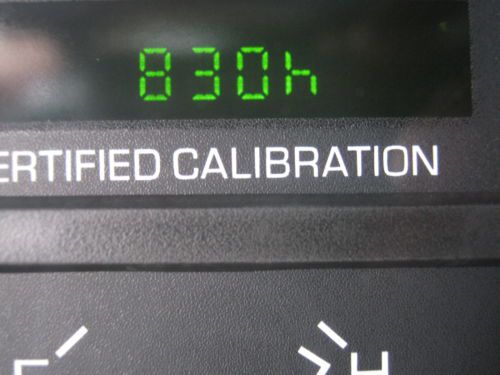 830h
ERTIFIED CALIBRATION
H